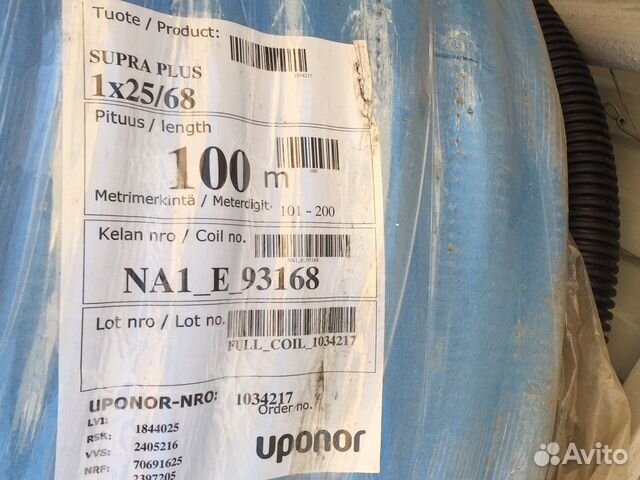 Tuote / Product:
1034217
SUPRA PLUS
1x25/68
Pituus / length
100 m
100
Metrimerkintä / Meterdigit. 101 - 200
Kelan nro / Coil no.
NA1_E_93168
NA1_E_93168
Lot nro / Lot no.
FULL_COIL_1034217
UPONOR-NRO: 1034217
Order no.
LVI: 1844025
RSK: 2405216
VVS: 70691625
NRF: 2397205
uponor
Avito